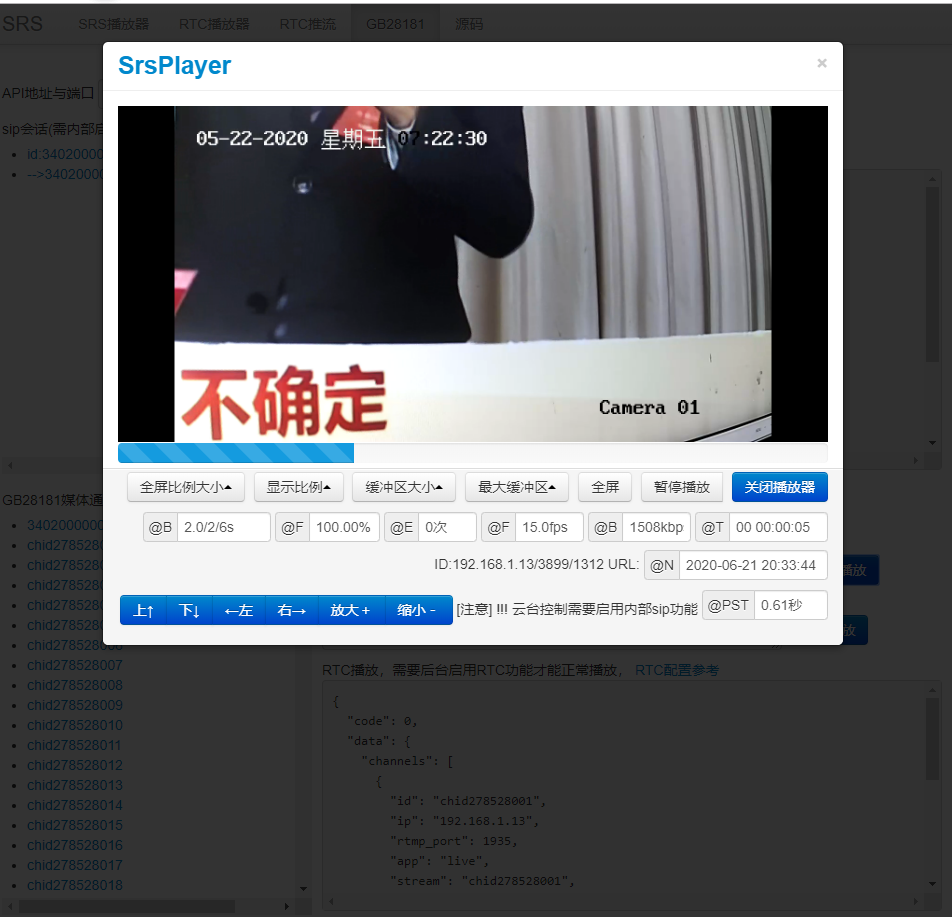 SRS SRS播放器 RTC播放器 RTC推流 GB28181 源码
SrsPlayer ×
API地址与端口
sip会话(需内部启
id:34020000
-->34020000
05-22-2020 星期五 07:22:30
不确定
Camera 01
全屏比例大小 显示比例 缓冲区大小 最大缓冲区 全屏 暂停播放 关闭播放器
@B 2.0/2/6s @F 100.00% @E 0次 @F 15.0fps @B 1508kbp @T 00 00:00:05
ID:192.168.1.13/3899/1312 URL: @N 2020-06-21 20:33:44
上↑ 下↓ ←左 右→ 放大+ 缩小- [注意] !!! 云台控制需要启用内部sip功能 @PST 0.61秒
GB28181媒体通
3402000000
chid278528
chid278528
chid278528
chid278528
chid278528006
chid278528007
chid278528008
chid278528009
chid278528010
chid278528011
chid278528012
chid278528013
chid278528014
chid278528015
chid278528016
chid278528017
chid278528018
播放
放
RTC播放，需要后台启用RTC功能才能正常播放， RTC配置参考
{
"code": 0,
"data": {
"channels": [
{
"id": "chid278528001",
"ip": "192.168.1.13",
"rtmp_port": 1935,
"app": "live",
"stream": "chid278528001",